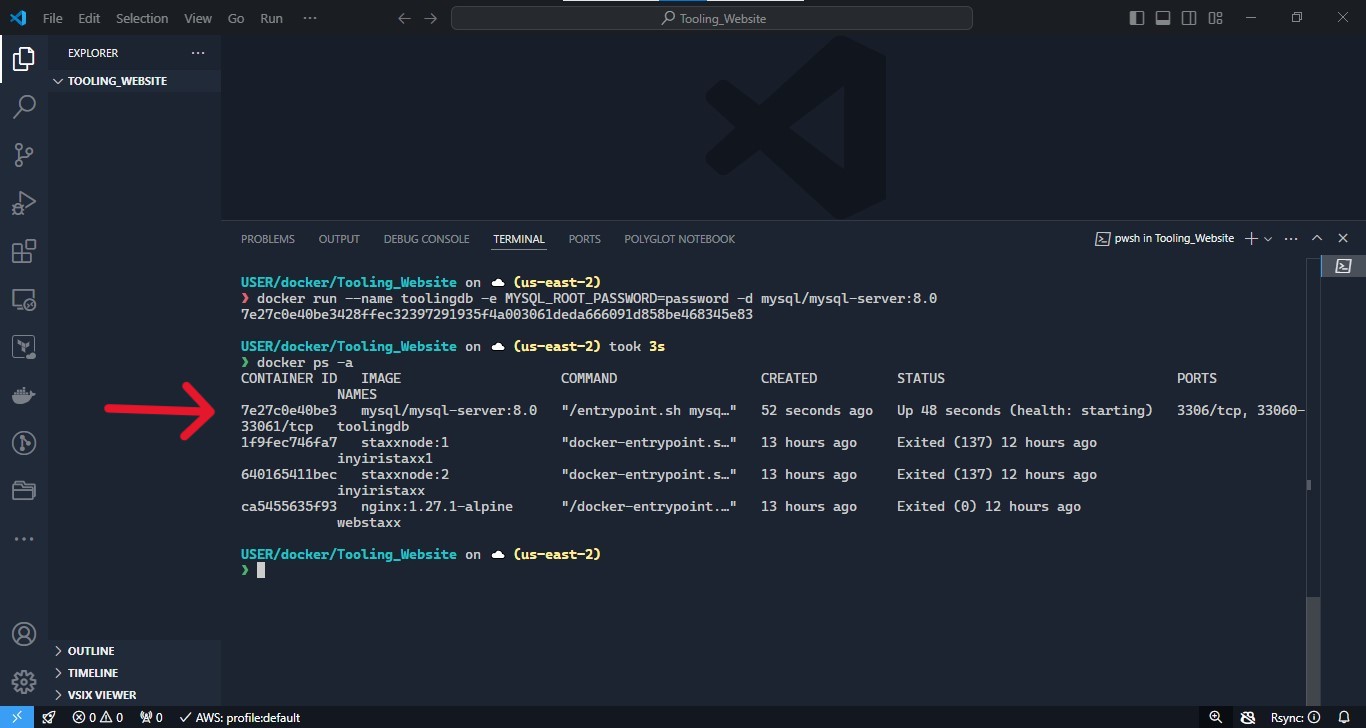 File Edit Selection View Go Run ··· Tooling_Website
EXPLORER ···
TOOLING_WEBSITE
PROBLEMS OUTPUT DEBUG CONSOLE TERMINAL PORTS POLYGLOT NOTEBOOK pwsh in Tooling_Website
USER/docker/Tooling_Website on ☁ (us-east-2)
❯ docker run --name toolingdb -e MYSQL_ROOT_PASSWORD=password -d mysql/mysql-server:8.0
7e27c0e40be3428ffec32397291935f4a003061deda666091d858be468345e83
USER/docker/Tooling_Website on ☁ (us-east-2) took 3s
❯ docker ps -a
CONTAINER ID IMAGE COMMAND CREATED STATUS PORTS
NAMES
7e27c0e40be3 mysql/mysql-server:8.0 "/entrypoint.sh mysq…" 52 seconds ago Up 48 seconds (health: starting) 3306/tcp, 33060-
33061/tcp toolingdb
1f9fec746fa7 staxxnode:1 "docker-entrypoint.s…" 13 hours ago Exited (137) 12 hours ago
inyiristaxx1
640165411bec staxxnode:2 "docker-entrypoint.s…" 13 hours ago Exited (137) 12 hours ago
inyiristaxx
ca5455635f93 nginx:1.27.1-alpine "/docker-entrypoint.…" 13 hours ago Exited (0) 12 hours ago
webstaxx
USER/docker/Tooling_Website on ☁ (us-east-2)
❯
OUTLINE
TIMELINE
VSIX VIEWER
0 0 0 AWS: profile:default Rsync: